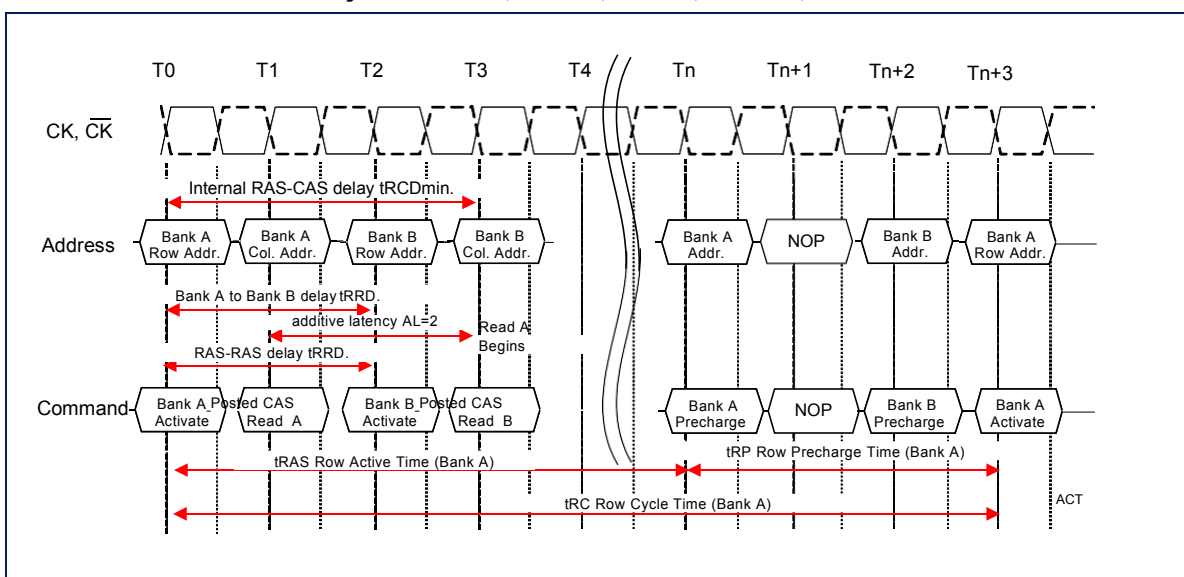 T0 T1 T2 T3 T4 Tn Tn+1 Tn+2 Tn+3
CK, CK
Internal RAS-CAS delay tRCDmin.
Address
Bank A Row Addr.
Bank A Col. Addr.
Bank B Row Addr.
Bank B Col. Addr.
Bank A Addr.
NOP
Bank B Addr.
Bank A Row Addr.
Bank A to Bank B delay tRRD.
additive latency AL=2
Read A Begins
RAS-RAS delay tRRD.
Command
Bank A Activate
Posted CAS Read A
Bank B Activate
Posted CAS Read B
Bank A Precharge
NOP
Bank B Precharge
Bank A Activate
tRAS Row Active Time (Bank A)
tRP Row Precharge Time (Bank A)
tRC Row Cycle Time (Bank A)
ACT